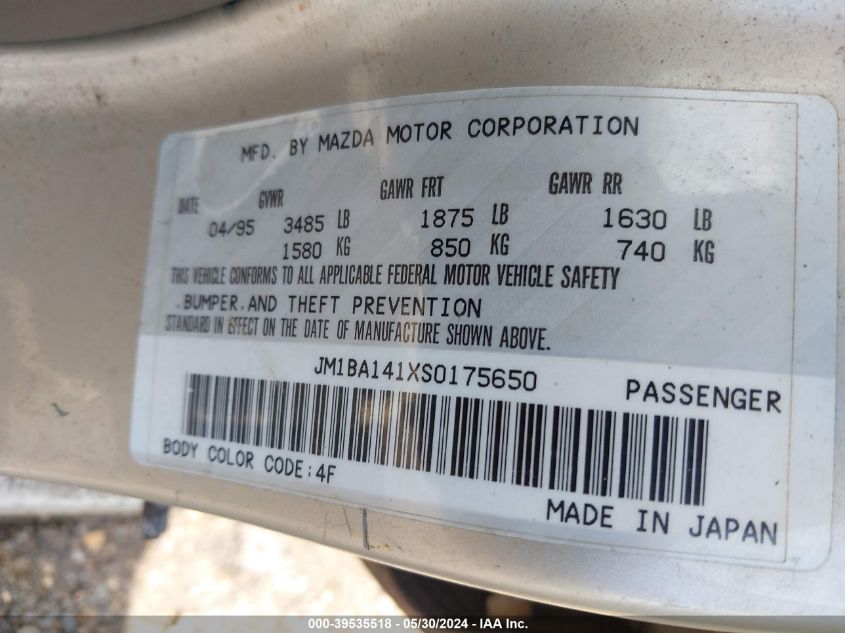 MFD. BY MAZDA MOTOR CORPORATION
DATE GVWR GAWR FRT GAWR RR
04/95 3485 LB 1875 LB 1630 LB
1580 KG 850 KG 740 KG
THIS VEHICLE CONFORMS TO ALL APPLICABLE FEDERAL MOTOR VEHICLE SAFETY
.BUMPER.AND THEFT PREVENTION
STANDARD IN EFFECT ON THE DATE OF MANUFACTURE SHOWN ABOVE.
JM1BA141XS0175650 PASSENGER
BODY COLOR CODE:4F
MADE IN JAPAN
000-39535518 - 05/30/2024 - IAA Inc.